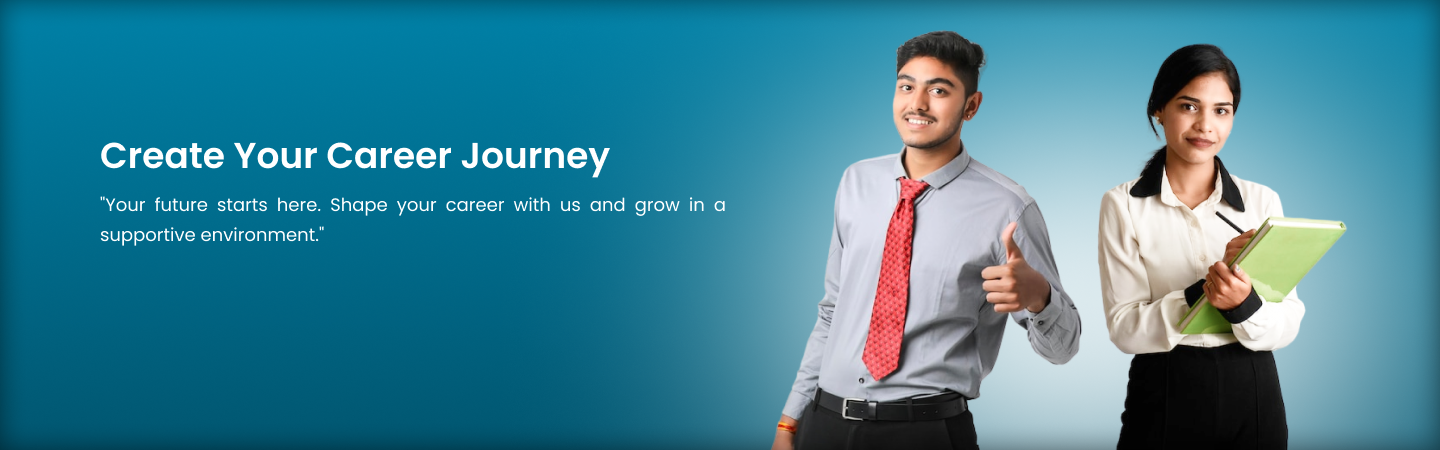 Create Your Career Journey
"Your future starts here. Shape your career with us and grow in a
supportive environment."